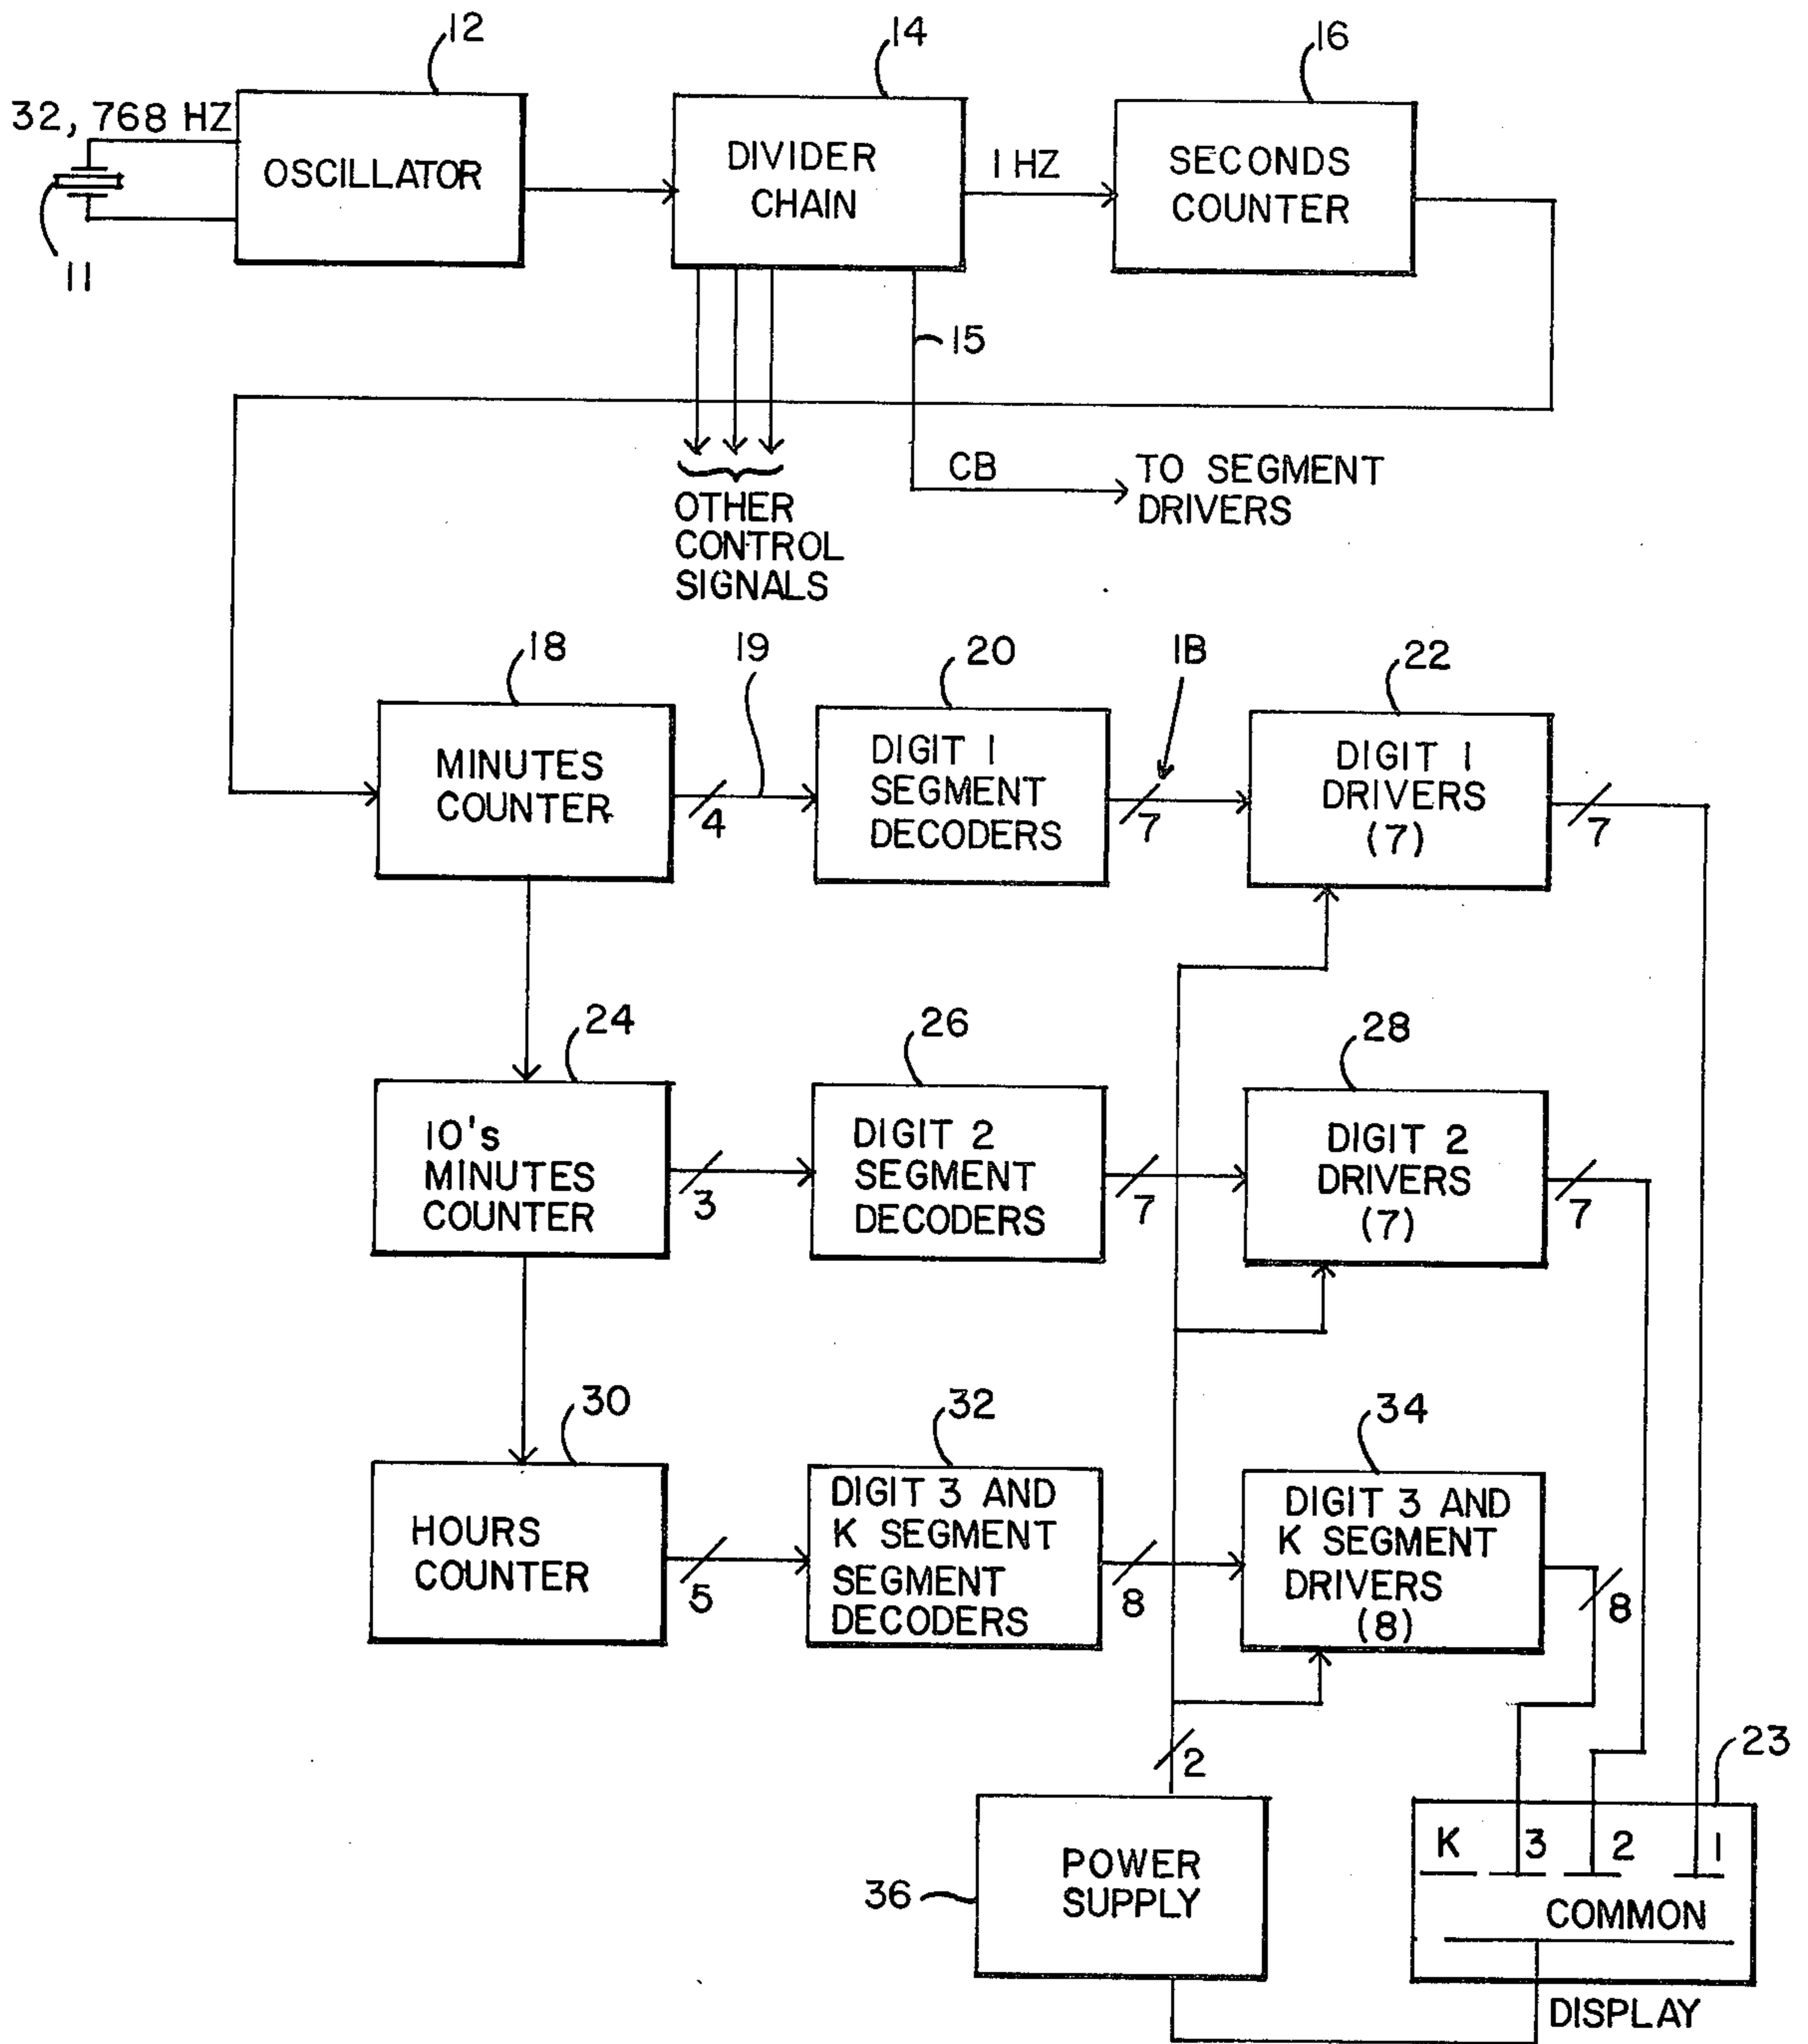 12
14
16
32, 768 HZ
OSCILLATOR
DIVIDER
CHAIN
1 HZ
SECONDS
COUNTER
11
15
CB
TO SEGMENT
DRIVERS
OTHER
CONTROL
SIGNALS
18
19
20
1B
22
MINUTES
COUNTER
4
DIGIT 1
SEGMENT
DECODERS
7
DIGIT 1
DRIVERS
(7)
7
24
26
28
10's
MINUTES
COUNTER
3
DIGIT 2
SEGMENT
DECODERS
7
DIGIT 2
DRIVERS
(7)
7
30
32
34
HOURS
COUNTER
5
DIGIT 3 AND
K SEGMENT
SEGMENT
DECODERS
8
DIGIT 3 AND
K SEGMENT
DRIVERS
(8)
8
2
23
36
POWER
SUPPLY
K 3 2 1
COMMON
DISPLAY